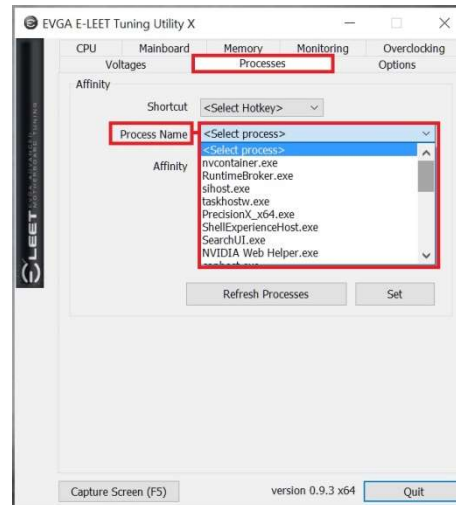 EVGA E-LEET Tuning Utility X
CPU Mainboard Memory Monitoring Overclocking
Voltages Processes Options
Affinity
Shortcut <Select Hotkey>
Process Name <Select process>
<Select process>
nvcontainer.exe
RuntimeBroker.exe
Affinity
sihost.exe
taskhostw.exe
PrecisionX_x64.exe
ShellExperienceHost.exe
SearchUI.exe
NVIDIA Web Helper.exe
Refresh Processes Set
Capture Screen (F5) version 0.9.3 x64 Quit
E-LEET